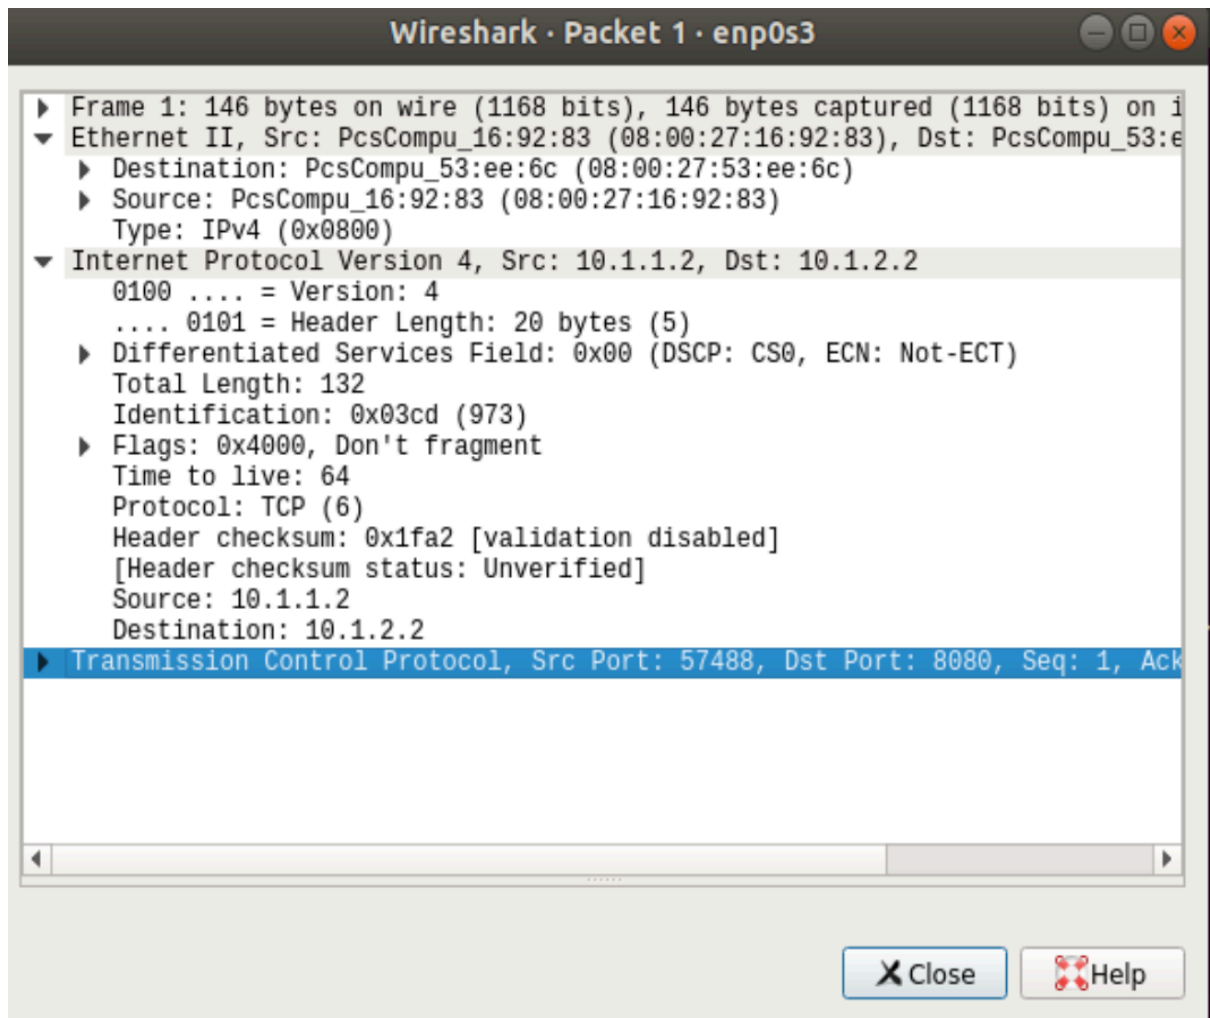 Wireshark · Packet 1 · enp0s3
Frame 1: 146 bytes on wire (1168 bits), 146 bytes captured (1168 bits) on i
Ethernet II, Src: PcsCompu_16:92:83 (08:00:27:16:92:83), Dst: PcsCompu_53:e
Destination: PcsCompu_53:ee:6c (08:00:27:53:ee:6c)
Source: PcsCompu_16:92:83 (08:00:27:16:92:83)
Type: IPv4 (0x0800)
Internet Protocol Version 4, Src: 10.1.1.2, Dst: 10.1.2.2
0100 .... = Version: 4
.... 0101 = Header Length: 20 bytes (5)
Differentiated Services Field: 0x00 (DSCP: CS0, ECN: Not-ECT)
Total Length: 132
Identification: 0x03cd (973)
Flags: 0x4000, Don't fragment
Time to live: 64
Protocol: TCP (6)
Header checksum: 0x1fa2 [validation disabled]
[Header checksum status: Unverified]
Source: 10.1.1.2
Destination: 10.1.2.2
Transmission Control Protocol, Src Port: 57488, Dst Port: 8080, Seq: 1, Ack
Close
Help